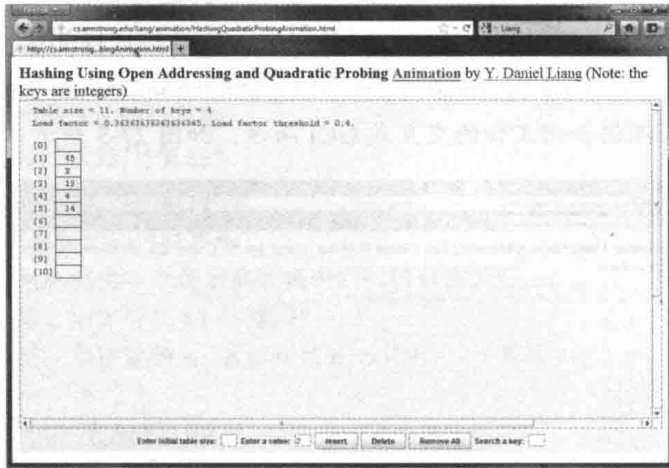 cs.armstrong.edu/liang/animation/HashingQuadraticProbingAnimation.html
Liang
http://cs.armstrong...bingAnimation.html
Hashing Using Open Addressing and Quadratic Probing Animation by Y. Daniel Liang (Note: the
keys are integers)
Table size = 11. Number of keys = 4
Load factor = 0.36363636363636365. Load factor threshold = 0.4.
[0]
[1] 45
[2] X
[3]
[4] 4
[5]
[6]
[7]
[8]
[9]
[10]
Enter Initial table size: Enter a value: Insert Delete Remove All Search a key: